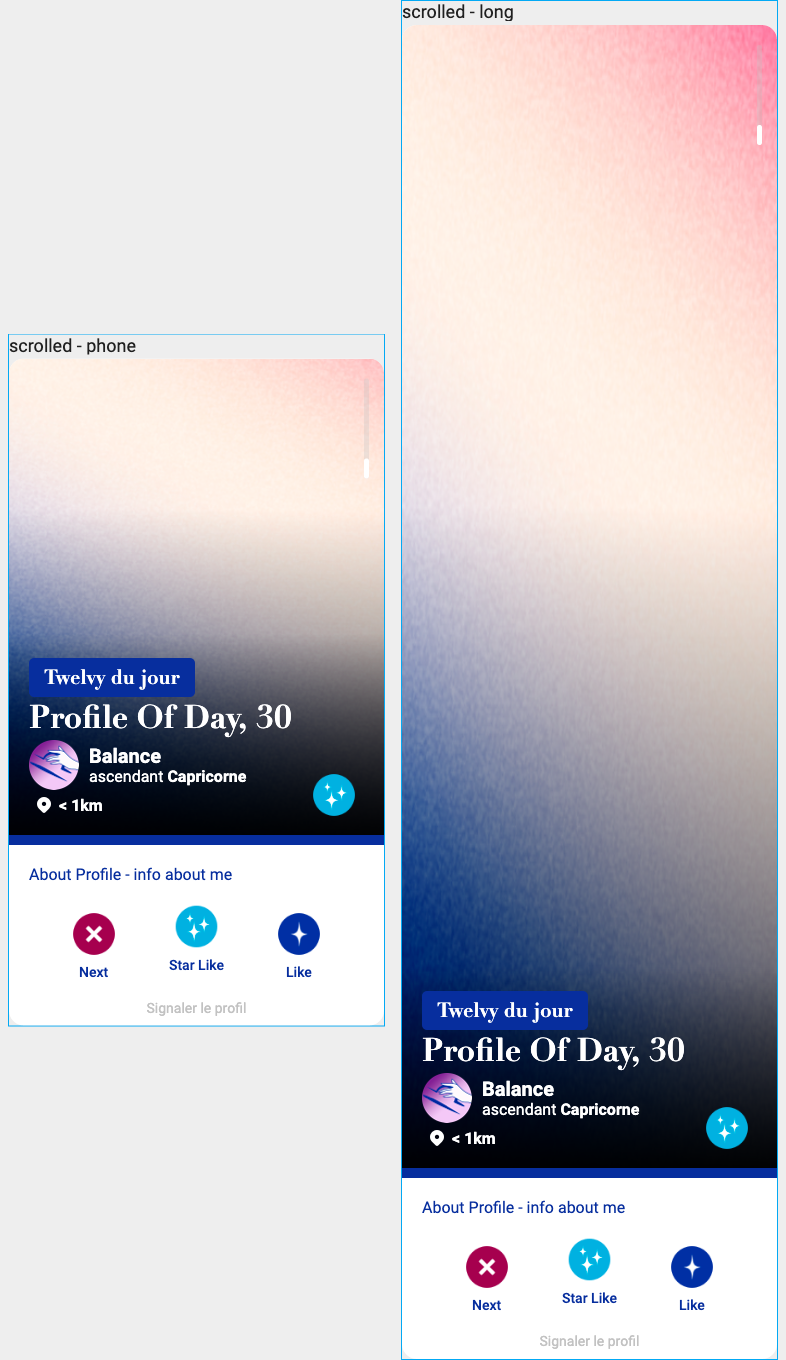 scrolled - phone
Twelvy du jour
Profile Of Day, 30
Balance
ascendant Capricorne
< 1km
About Profile - info about me
Next
Star Like
Like
Signaler le profil
scrolled - long
Twelvy du jour
Profile Of Day, 30
Balance
ascendant Capricorne
< 1km
About Profile - info about me
Next
Star Like
Like
Signaler le profil